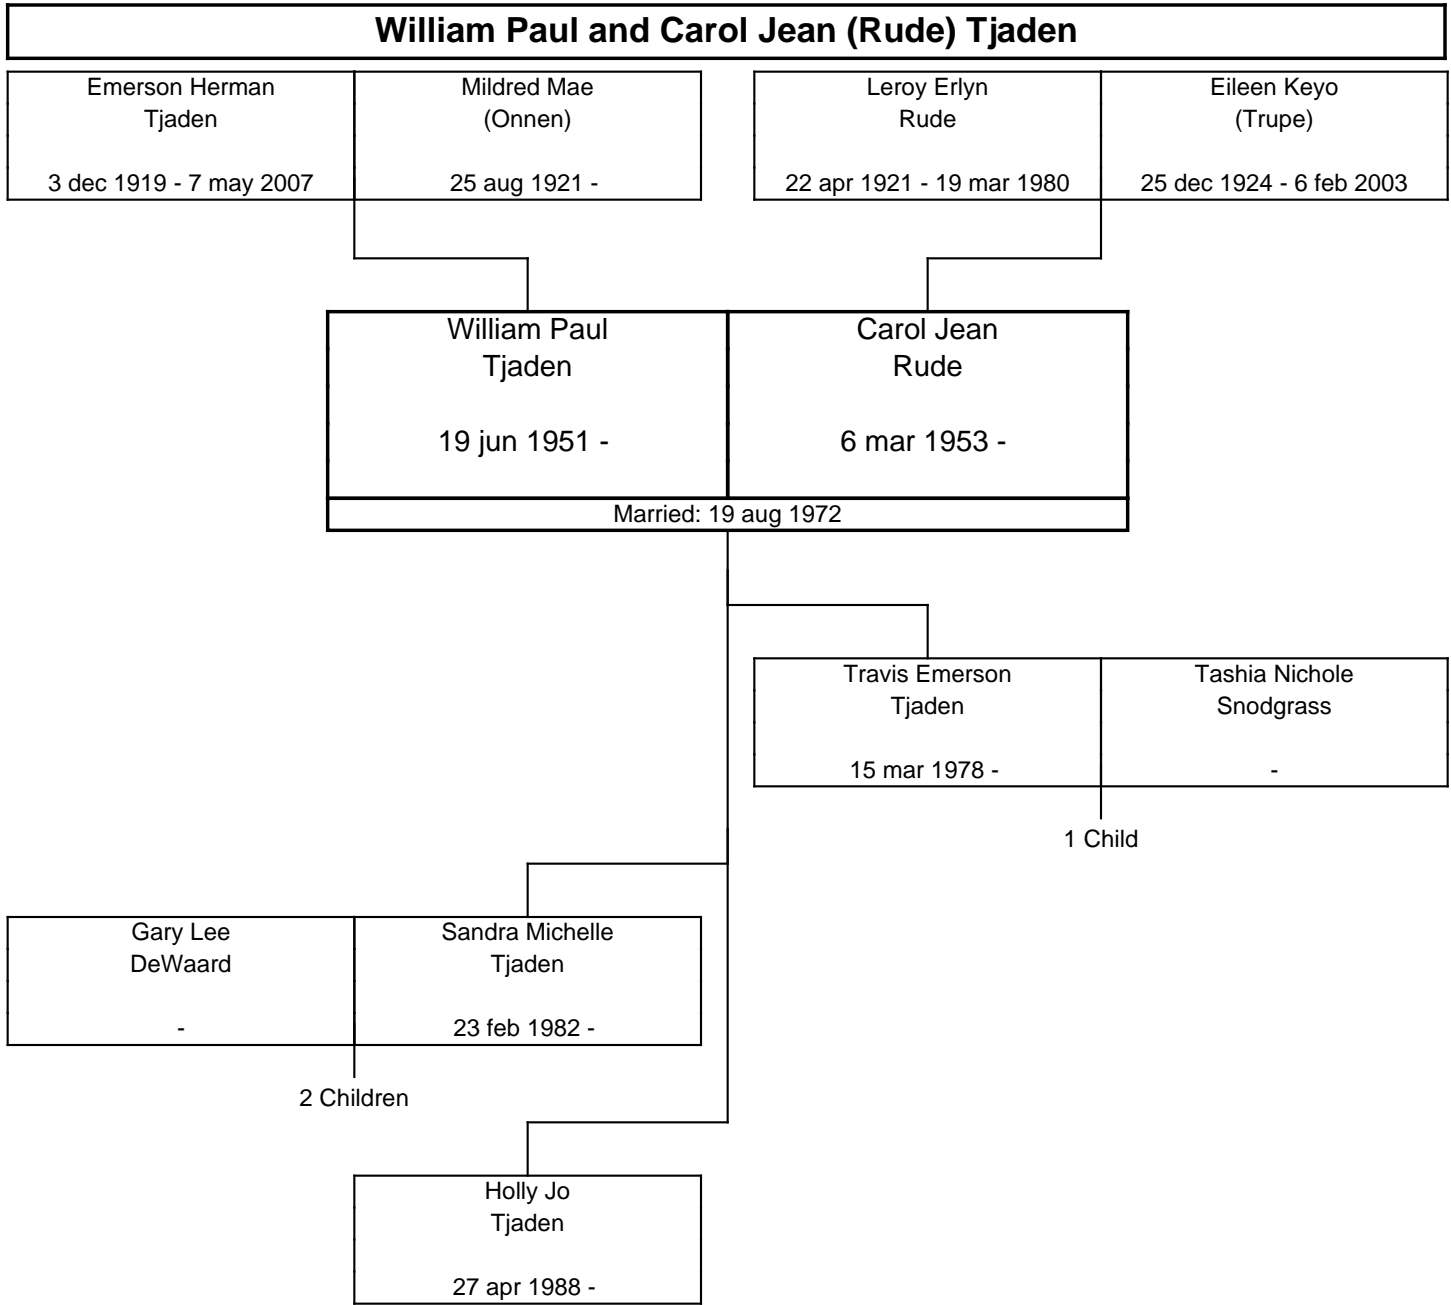 William Paul and Carol Jean (Rude) Tjaden
Emerson Herman
Tjaden
3 dec 1919 - 7 may 2007
Mildred Mae
(Onnen)
25 aug 1921 -
Leroy Erlyn
Rude
22 apr 1921 - 19 mar 1980
Eileen Keyo
(Trupe)
25 dec 1924 - 6 feb 2003
William Paul
Tjaden
19 jun 1951 -
Carol Jean
Rude
6 mar 1953 -
Married: 19 aug 1972
Travis Emerson
Tjaden
15 mar 1978 -
Tashia Nichole
Snodgrass
-
1 Child
Gary Lee
DeWaard
-
Sandra Michelle
Tjaden
23 feb 1982 -
2 Children
Holly Jo
Tjaden
27 apr 1988 -